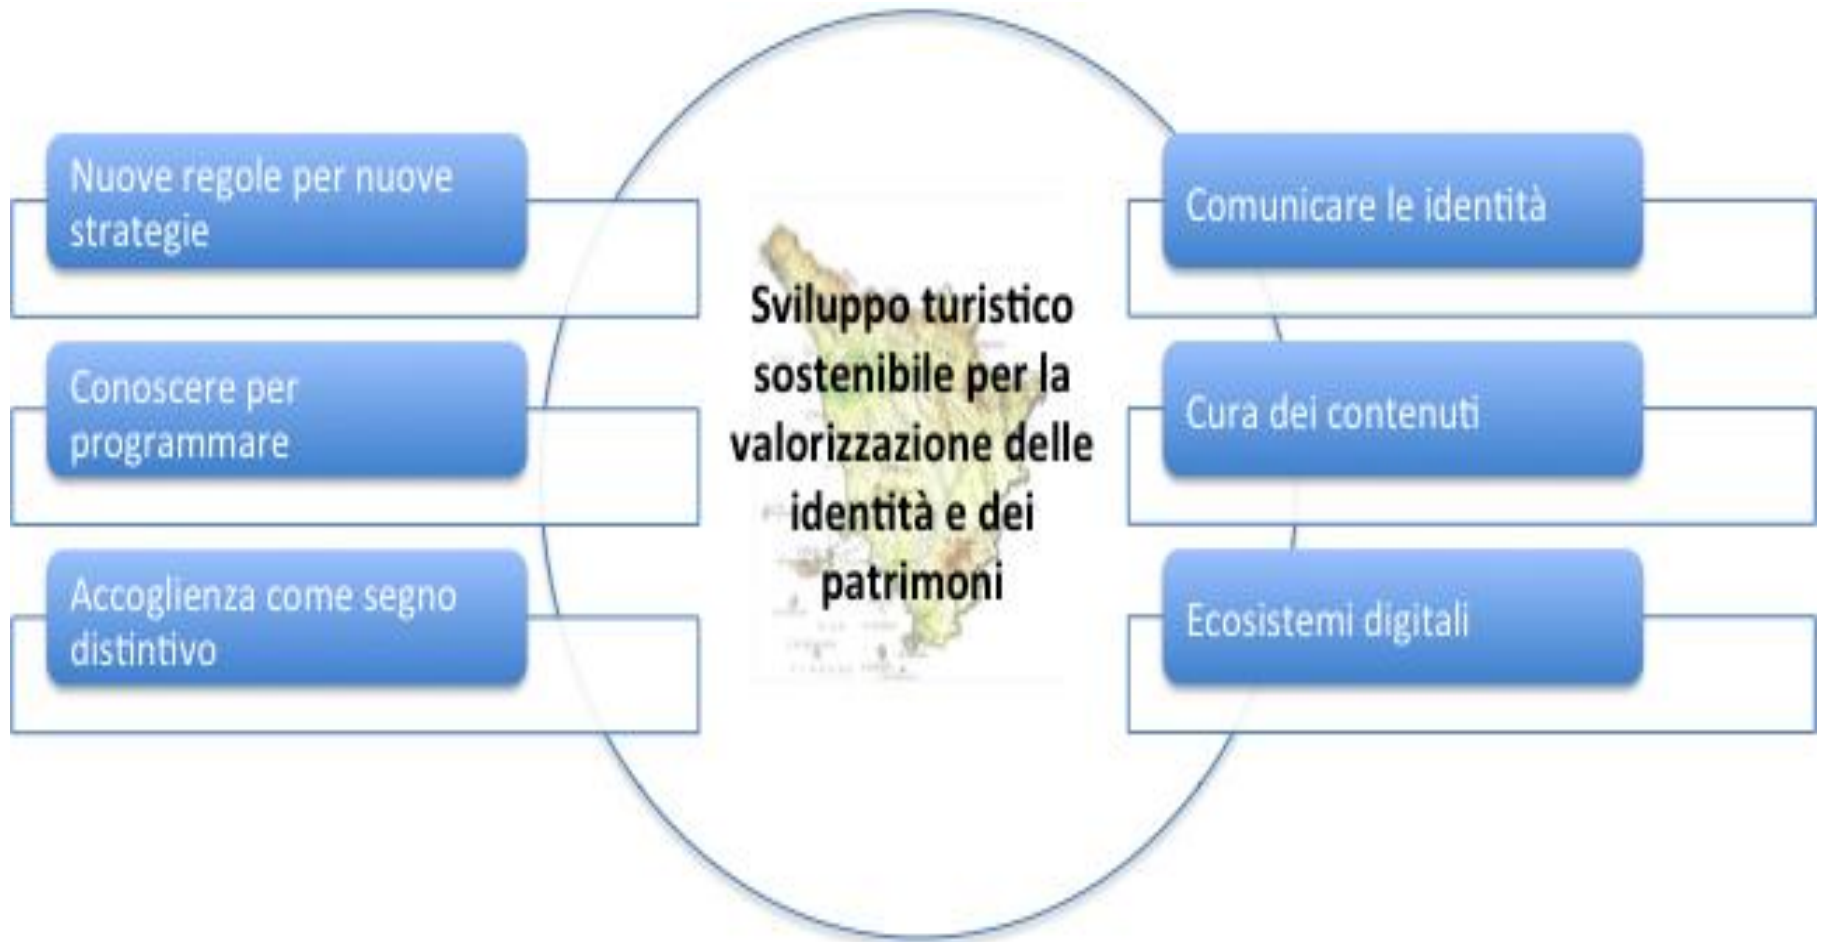 Nuove regole per nuove
strategie
Conoscere per
programmare
Accoglienza come segno
distintivo
Sviluppo turistico
sostenibile per la
valorizzazione delle
identità e dei
patrimoni
Comunicare le identità
Cura dei contenuti
Ecosistemi digitali